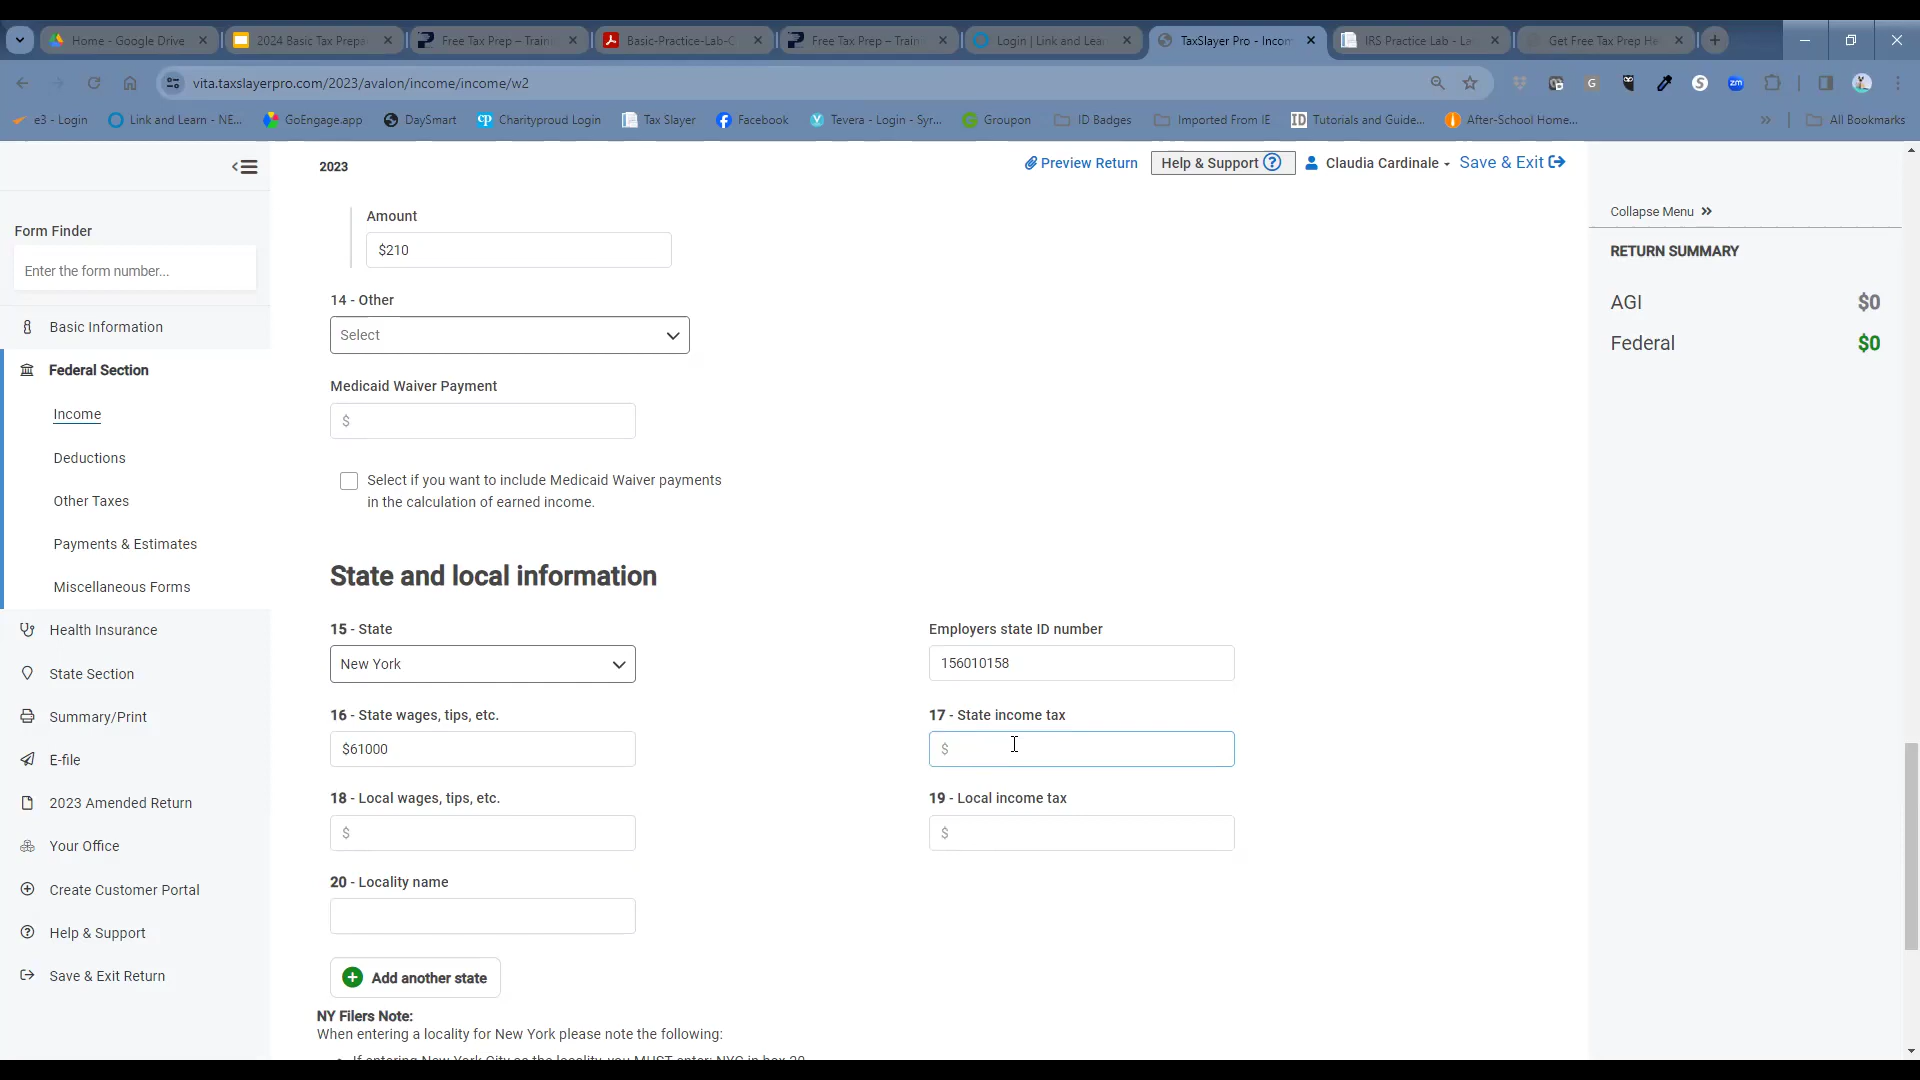 Home - Google Drive
2024 Basic Tax Prepa
Free Tax Prep – Train
Basic-Practice-Lab-C
Free Tax Prep – Train
Login | Link and Lea
TaxSlayer Pro - Incom
IRS Practice Lab - La
Get Free Tax Prep He
vita.taxslayerpro.com/2023/avalon/income/income/w2
e3 - Login
Link and Learn - NE...
GoEngage.app
DaySmart
Charityproud Login
Tax Slayer
Facebook
Tevera - Login - Syr...
Groupon
ID Badges
Imported From IE
Tutorials and Guide...
After-School Home...
All Bookmarks
2023
Preview Return
Help & Support
Claudia Cardinale
Save & Exit
Form Finder
Enter the form number...
Basic Information
Federal Section
Income
Deductions
Other Taxes
Payments & Estimates
Miscellaneous Forms
Health Insurance
State Section
Summary/Print
E-file
2023 Amended Return
Your Office
Create Customer Portal
Help & Support
Save & Exit Return
Amount
$210
14 - Other
Select
Medicaid Waiver Payment
$
Select if you want to include Medicaid Waiver payments
in the calculation of earned income.
State and local information
15 - State
New York
Employers state ID number
156010158
16 - State wages, tips, etc.
$61000
17 - State income tax
$
18 - Local wages, tips, etc.
$
19 - Local income tax
$
20 - Locality name
Add another state
NY Filers Note:
When entering a locality for New York please note the following:
If entering New York City as the locality, you MUST enter: NYC in box 20
Collapse Menu
RETURN SUMMARY
AGI $0
Federal $0